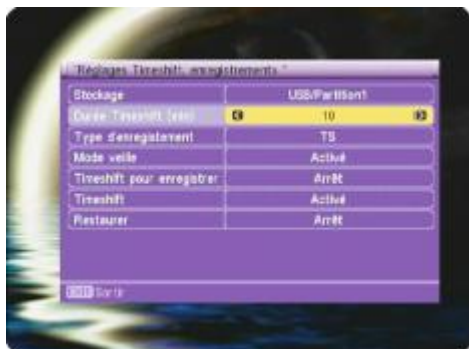 "Réglages Timeshift, enregistrements "
Stockage USB/Partition1
Durée Timeshift (min) 10
Type d'enregistrement TS
Mode veille Activé
Timeshift pour enregistrer Arrêt
Timeshift Activé
Restaurer Arrêt
EXIT Sortir